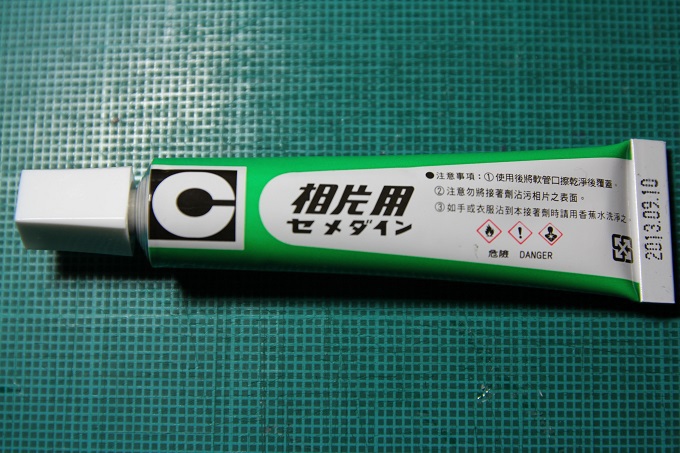 C
相片用
セメダイン
●注意事項：①使用後將軟管口擦乾淨後覆蓋。
②注意勿將接著劑沾污相片之表面。
③如手或衣服沾到本接著劑時請用香蕉水洗淨之。
危險 DANGER
2013.09.10